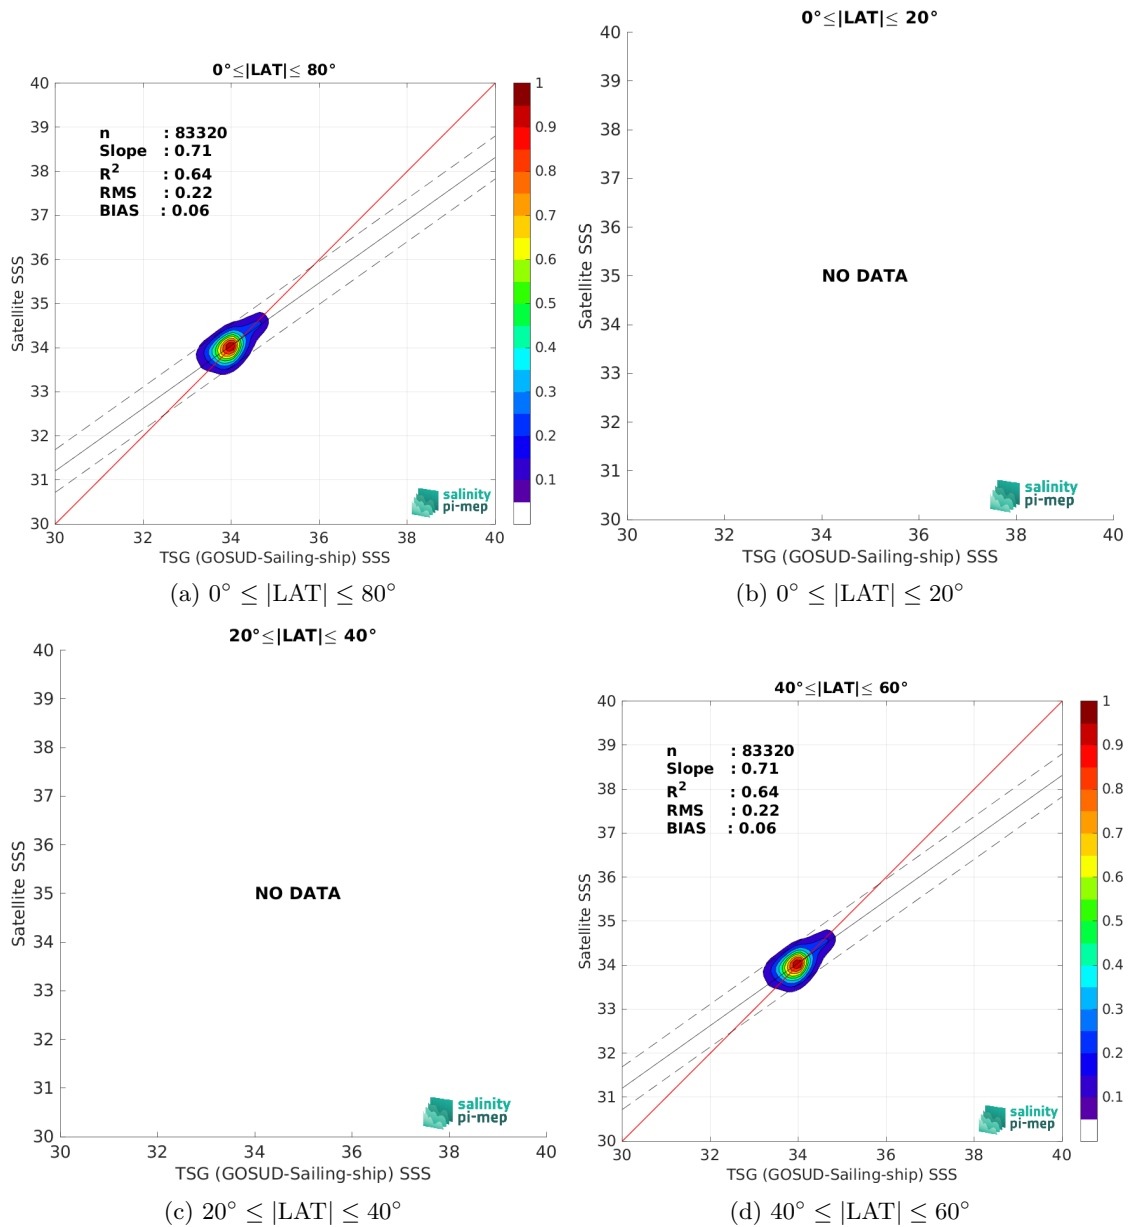 0°≤|LAT|≤ 80°
40
39
38
37
36
35
34
33
32
31
30
Satellite SSS
n : 83320
Slope : 0.71
R² : 0.64
RMS : 0.22
BIAS : 0.06
1
0.9
0.8
0.7
0.6
0.5
0.4
0.3
0.2
0.1
salinity
pi-mep
30 32 34 36 38 40
TSG (GOSUD-Sailing-ship) SSS
(a) 0° ≤ |LAT| ≤ 80°
0°≤|LAT|≤ 20°
40
39
38
37
36
35
34
33
32
31
30
Satellite SSS
NO DATA
salinity
pi-mep
30 32 34 36 38 40
TSG (GOSUD-Sailing-ship) SSS
(b) 0° ≤ |LAT| ≤ 20°
20°≤|LAT|≤ 40°
40
39
38
37
36
35
34
33
32
31
30
Satellite SSS
NO DATA
salinity
pi-mep
30 32 34 36 38 40
TSG (GOSUD-Sailing-ship) SSS
(c) 20° ≤ |LAT| ≤ 40°
40°≤|LAT|≤ 60°
40
39
38
37
36
35
34
33
32
31
30
Satellite SSS
n : 83320
Slope : 0.71
R² : 0.64
RMS : 0.22
BIAS : 0.06
1
0.9
0.8
0.7
0.6
0.5
0.4
0.3
0.2
0.1
salinity
pi-mep
30 32 34 36 38 40
TSG (GOSUD-Sailing-ship) SSS
(d) 40° ≤ |LAT| ≤ 60°